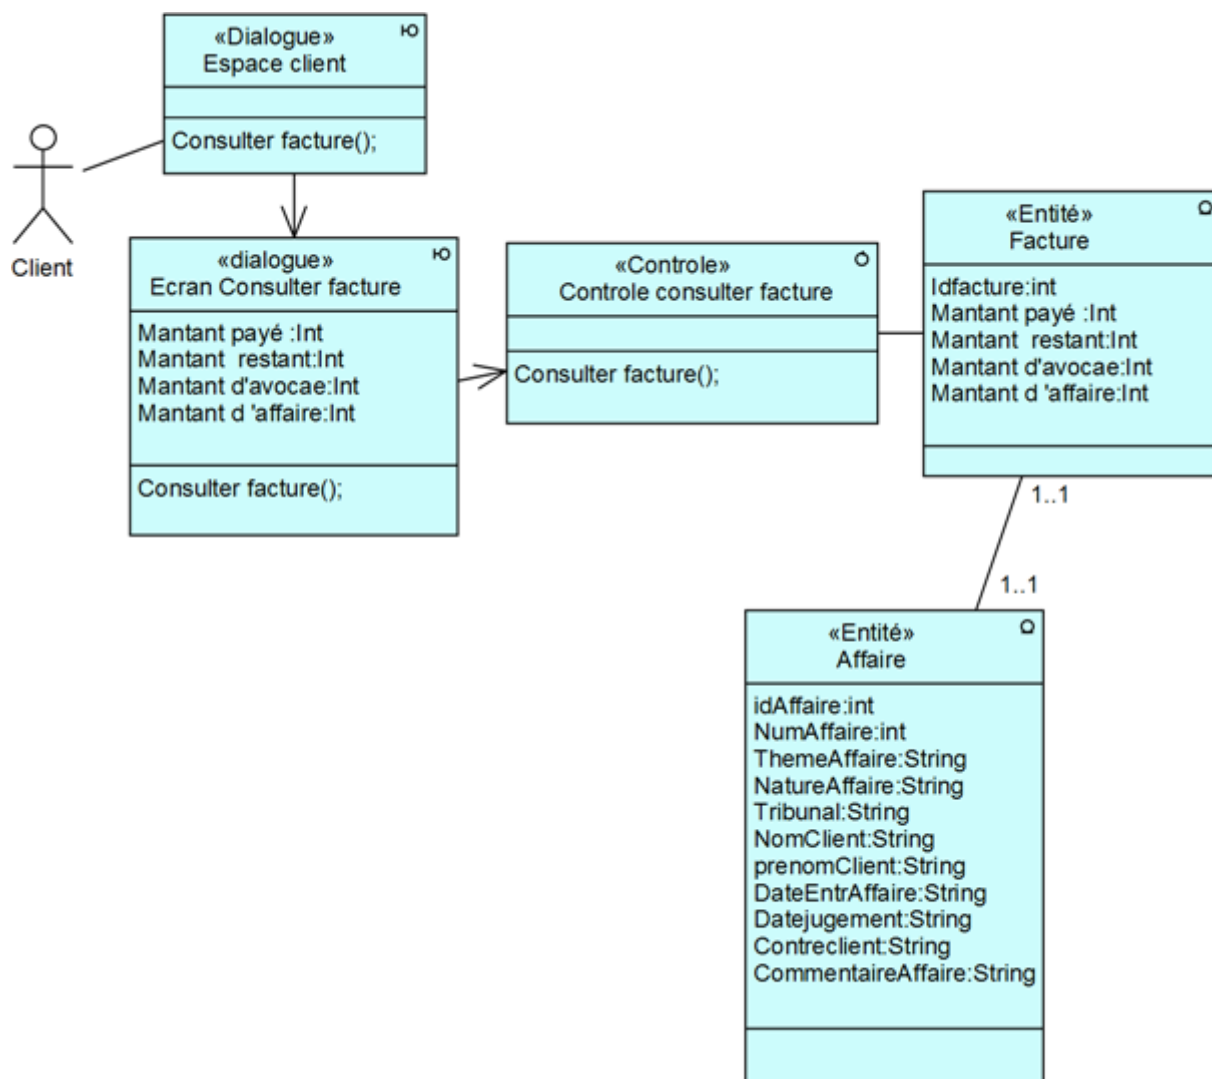 «Dialogue»
Espace client
Consulter facture();
Client
«dialogue»
Ecran Consulter facture
Mantant payé :Int
Mantant  restant:Int
Mantant d'avocae:Int
Mantant d 'affaire:Int
Consulter facture();
«Controle»
Controle consulter facture
Consulter facture();
«Entité»
Facture
Idfacture:int
Mantant payé :Int
Mantant  restant:Int
Mantant d'avocae:Int
Mantant d 'affaire:Int
1..1
1..1
«Entité»
Affaire
idAffaire:int
NumAffaire:int
ThemeAffaire:String
NatureAffaire:String
Tribunal:String
NomClient:String
prenomClient:String
DateEntrAffaire:String
Datejugement:String
Contreclient:String
CommentaireAffaire:String